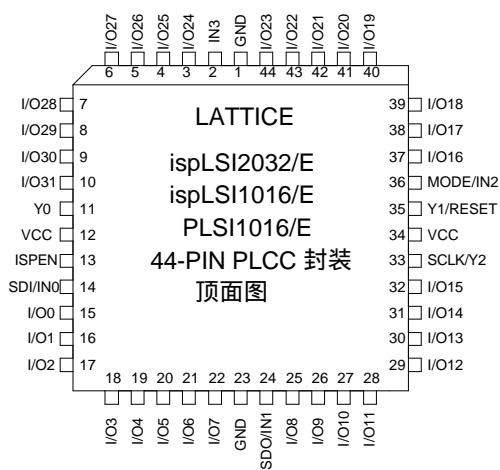 I/O27
I/O26
I/O25
I/O24
IN3
GND
I/O23
I/O22
I/O21
I/O20
I/O19
6
5
4
3
2
1
44
43
42
41
40
I/O28 7
I/O29 8
I/O30 9
I/O31 10
Y0 11
VCC 12
ISPEN 13
SDI/IN0 14
I/O0 15
I/O1 16
I/O2 17
LATTICE
ispLSI2032/E
ispLSI1016/E
PLSI1016/E
44-PIN PLCC 封装
顶面图
39 I/O18
38 I/O17
37 I/O16
36 MODE/IN2
35 Y1/RESET
34 VCC
33 SCLK/Y2
32 I/O15
31 I/O14
30 I/O13
29 I/O12
18
19
20
21
22
23
24
25
26
27
28
I/O3
I/O4
I/O5
I/O6
I/O7
GND
SDO/IN1
I/O8
I/O9
I/O10
I/O11